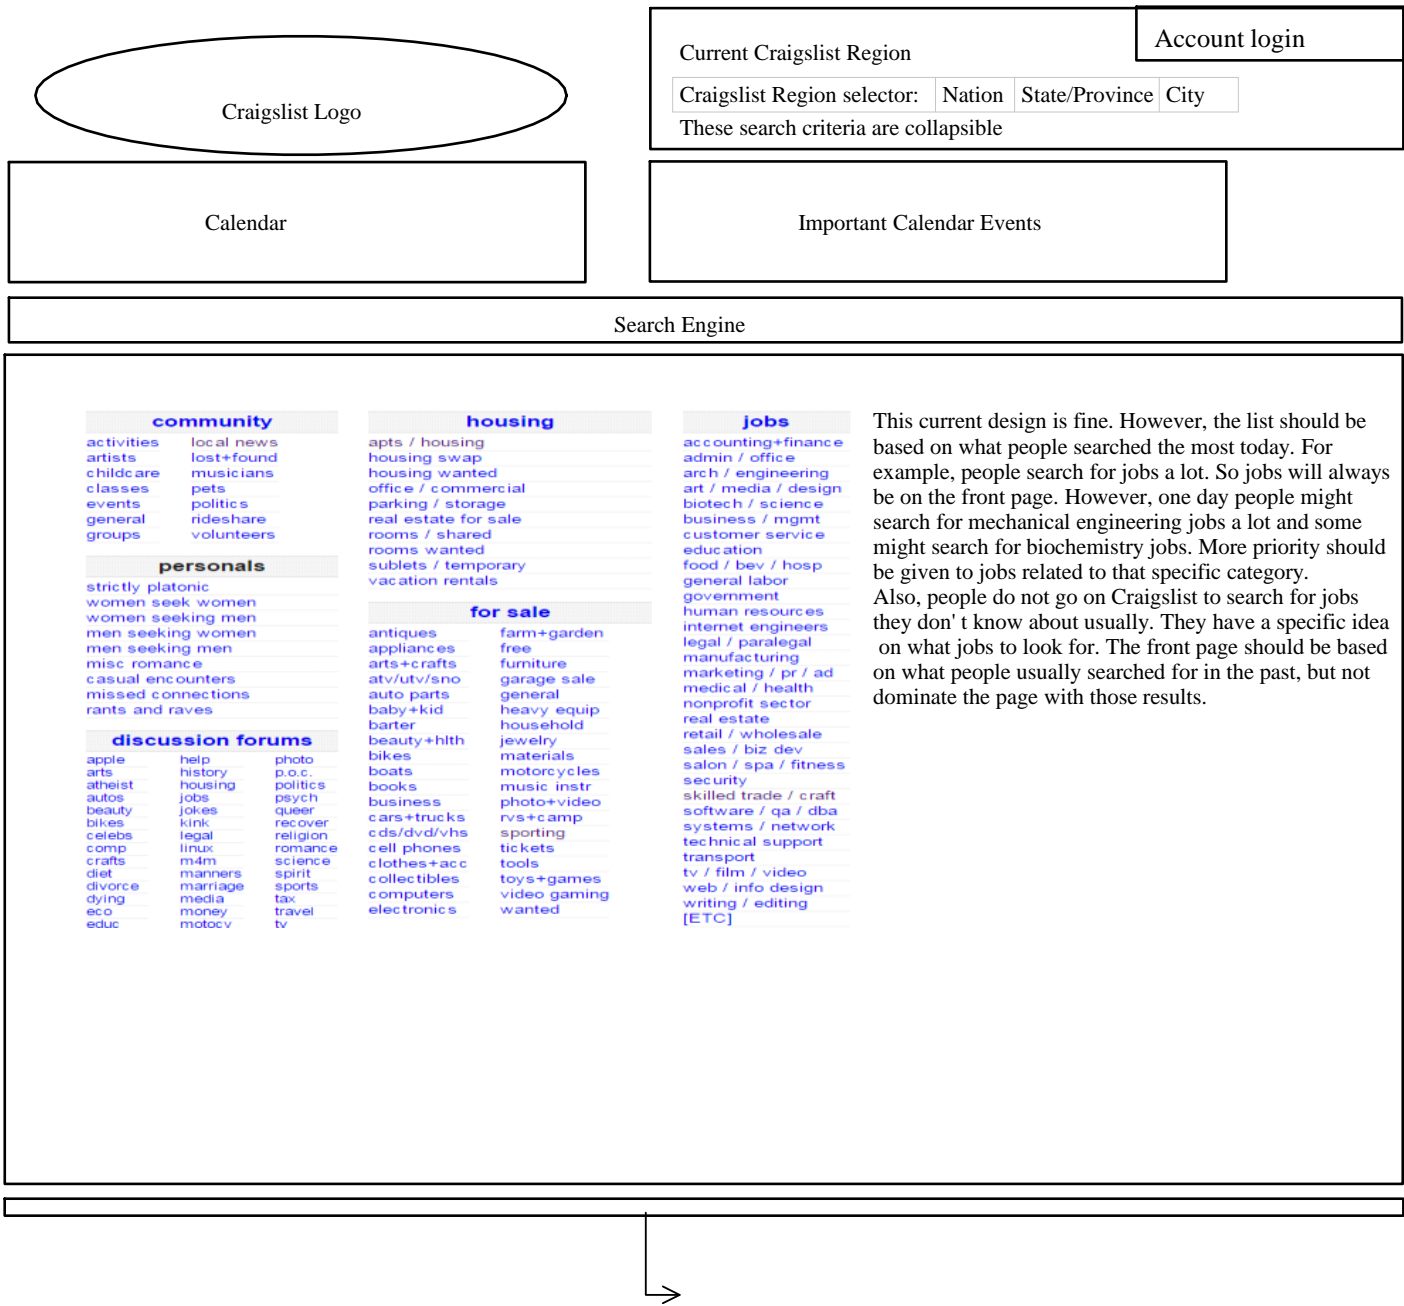 Account login
Current Craigslist Region
Craigslist Region selector: Nation State/Province City
These search criteria are collapsible
Craigslist Logo
Calendar
Important Calendar Events
Search Engine
community
activities local news
artists lost+found
childcare musicians
classes pets
events politics
general rideshare
groups volunteers
personals
strictly platonic
women seek women
women seeking men
men seeking women
men seeking men
misc romance
casual encounters
missed connections
rants and raves
discussion forums
apple help photo
arts history p.o.c.
atheist housing politics
autos jobs psych
beauty jokes queer
bikes kink recover
celebs legal religion
comp linux romance
crafts m4m science
diet manners spirit
divorce marriage sports
dying media tax
eco money travel
educ motocy tv
housing
apts / housing
housing swap
housing wanted
office / commercial
parking / storage
real estate for sale
rooms / shared
rooms wanted
sublets / temporary
vacation rentals
for sale
antiques farm+garden
appliances free
arts+crafts furniture
atv/utv/sno garage sale
auto parts general
baby+kid heavy equip
barter household
beauty+hlth jewelry
bikes materials
boats motorcycles
books music instr
business photo+video
cars+trucks rvs+camp
cds/dvd/vhs sporting
cell phones tickets
clothes+acc tools
collectibles toys+games
computers video gaming
electronics wanted
jobs
accounting+finance
admin / office
arch / engineering
art / media / design
biotech / science
business / mgmt
customer service
education
food / bev / hosp
general labor
government
human resources
internet engineers
legal / paralegal
manufacturing
marketing / pr / ad
medical / health
nonprofit sector
real estate
retail / wholesale
sales / biz dev
salon / spa / fitness
security
skilled trade / craft
software / qa / dba
systems / network
technical support
transport
tv / film / video
web / info design
writing / editing
[ETC]
This current design is fine. However, the list should be
based on what people searched the most today. For
example, people search for jobs a lot. So jobs will always
be on the front page. However, one day people might
search for mechanical engineering jobs a lot and some
might search for biochemistry jobs. More priority should
be given to jobs related to that specific category.
Also, people do not go on Craigslist to search for jobs
they don' t know about usually. They have a specific idea
on what jobs to look for. The front page should be based
on what people usually searched for in the past, but not
dominate the page with those results.